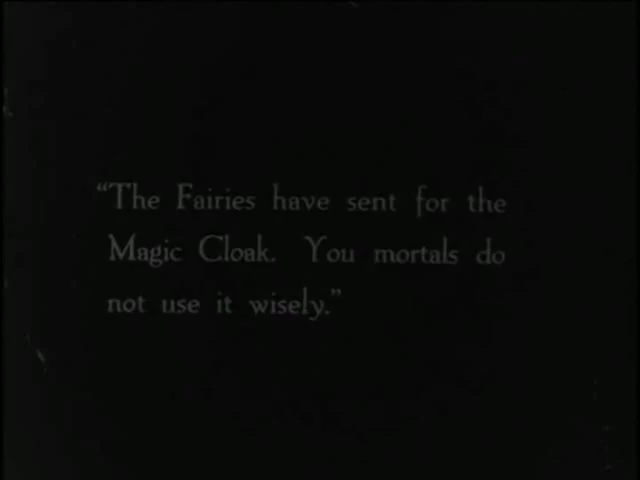 “The Fairies have sent for the
Magic Cloak. You mortals do
not use it wisely.”